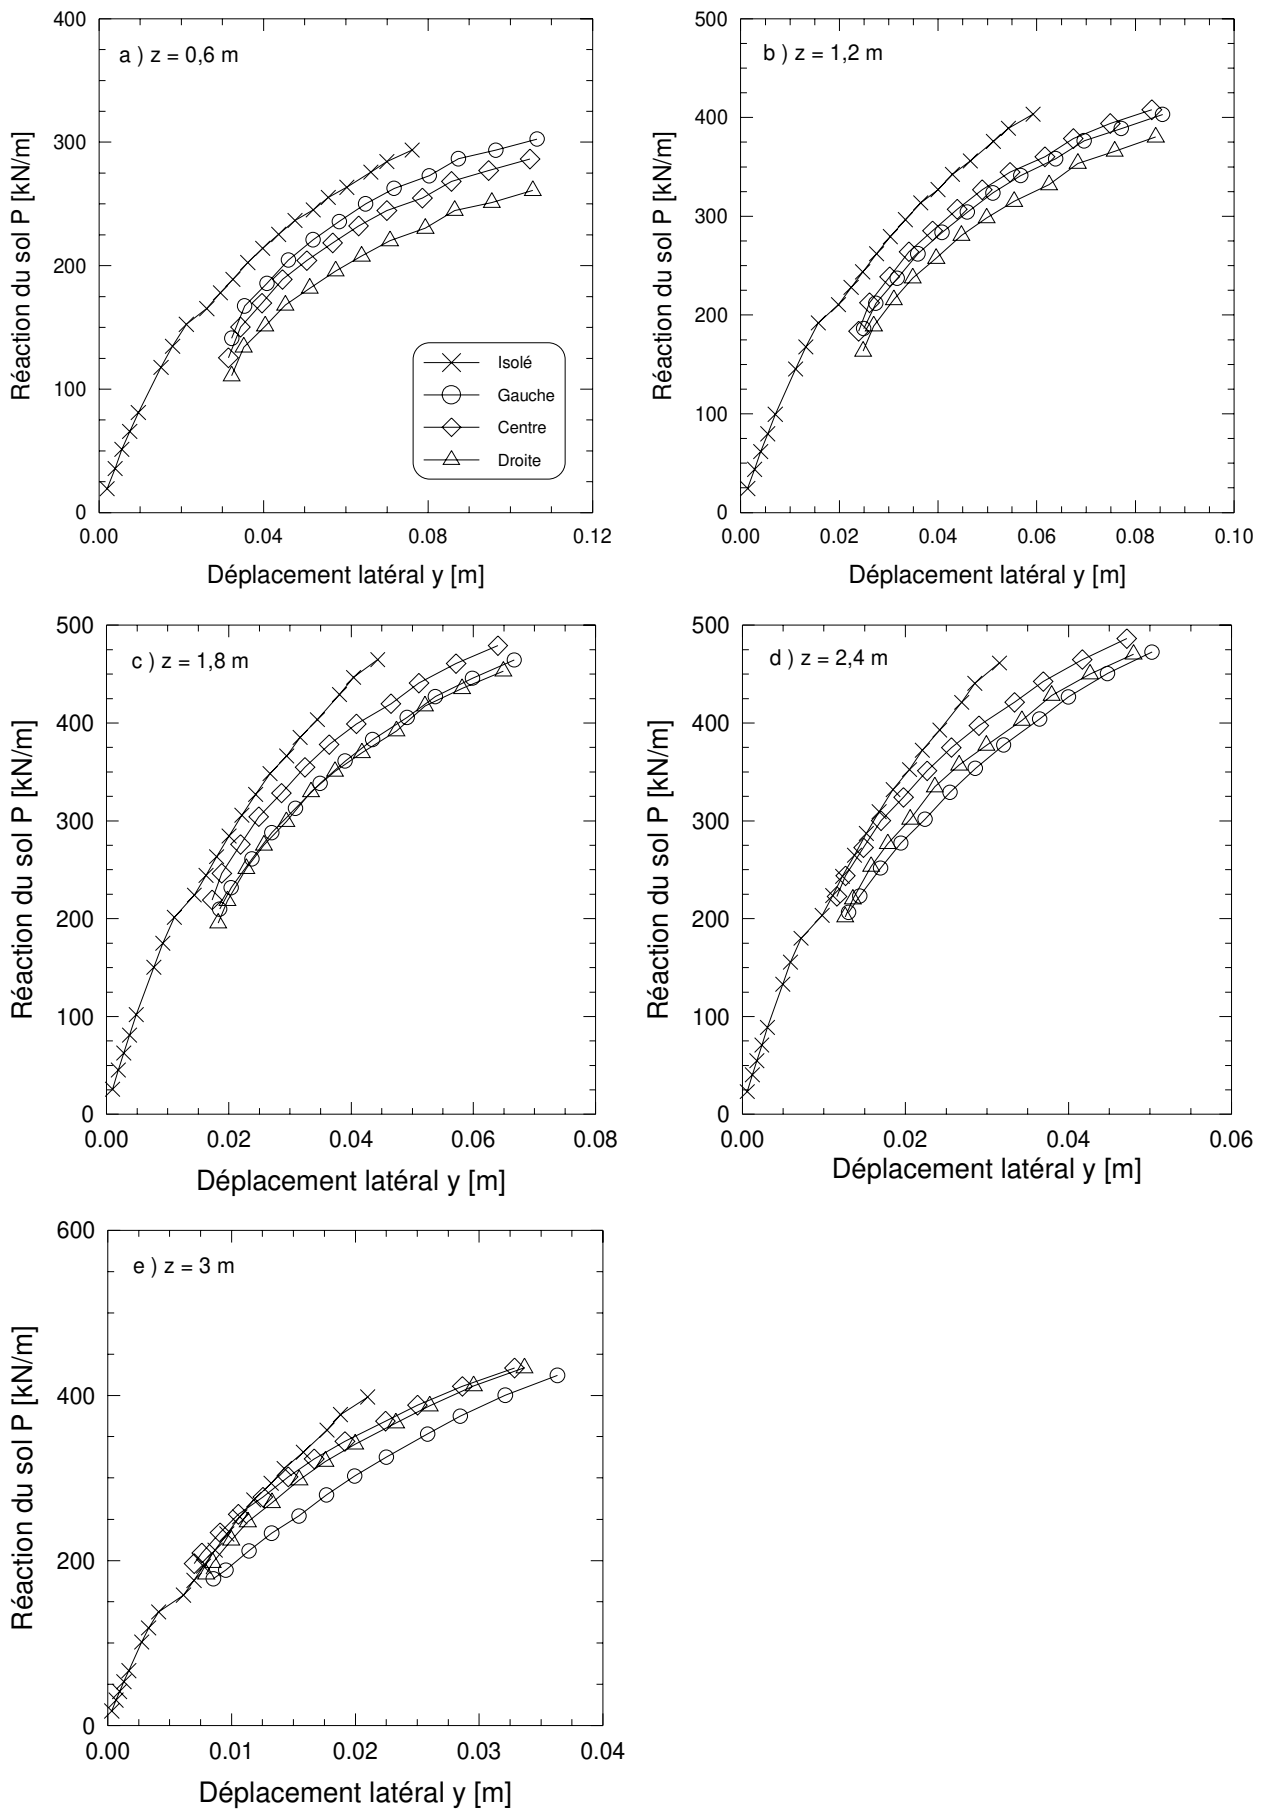 400
300
200
100
0
Réaction du sol P [kN/m]
a ) z = 0,6 m
Isolé
Gauche
Centre
Droite
0.00 0.04 0.08 0.12
Déplacement latéral y [m]
500
400
300
200
100
0
Réaction du sol P [kN/m]
b ) z = 1,2 m
0.00 0.02 0.04 0.06 0.08 0.10
Déplacement latéral y [m]
500
400
300
200
100
0
Réaction du sol P [kN/m]
c ) z = 1,8 m
0.00 0.02 0.04 0.06 0.08
Déplacement latéral y [m]
500
400
300
200
100
0
Réaction du sol P [kN/m]
d ) z = 2,4 m
0.00 0.02 0.04 0.06
Déplacement latéral y [m]
600
400
200
0
Réaction du sol P [kN/m]
e ) z = 3 m
0.00 0.01 0.02 0.03 0.04
Déplacement latéral y [m]